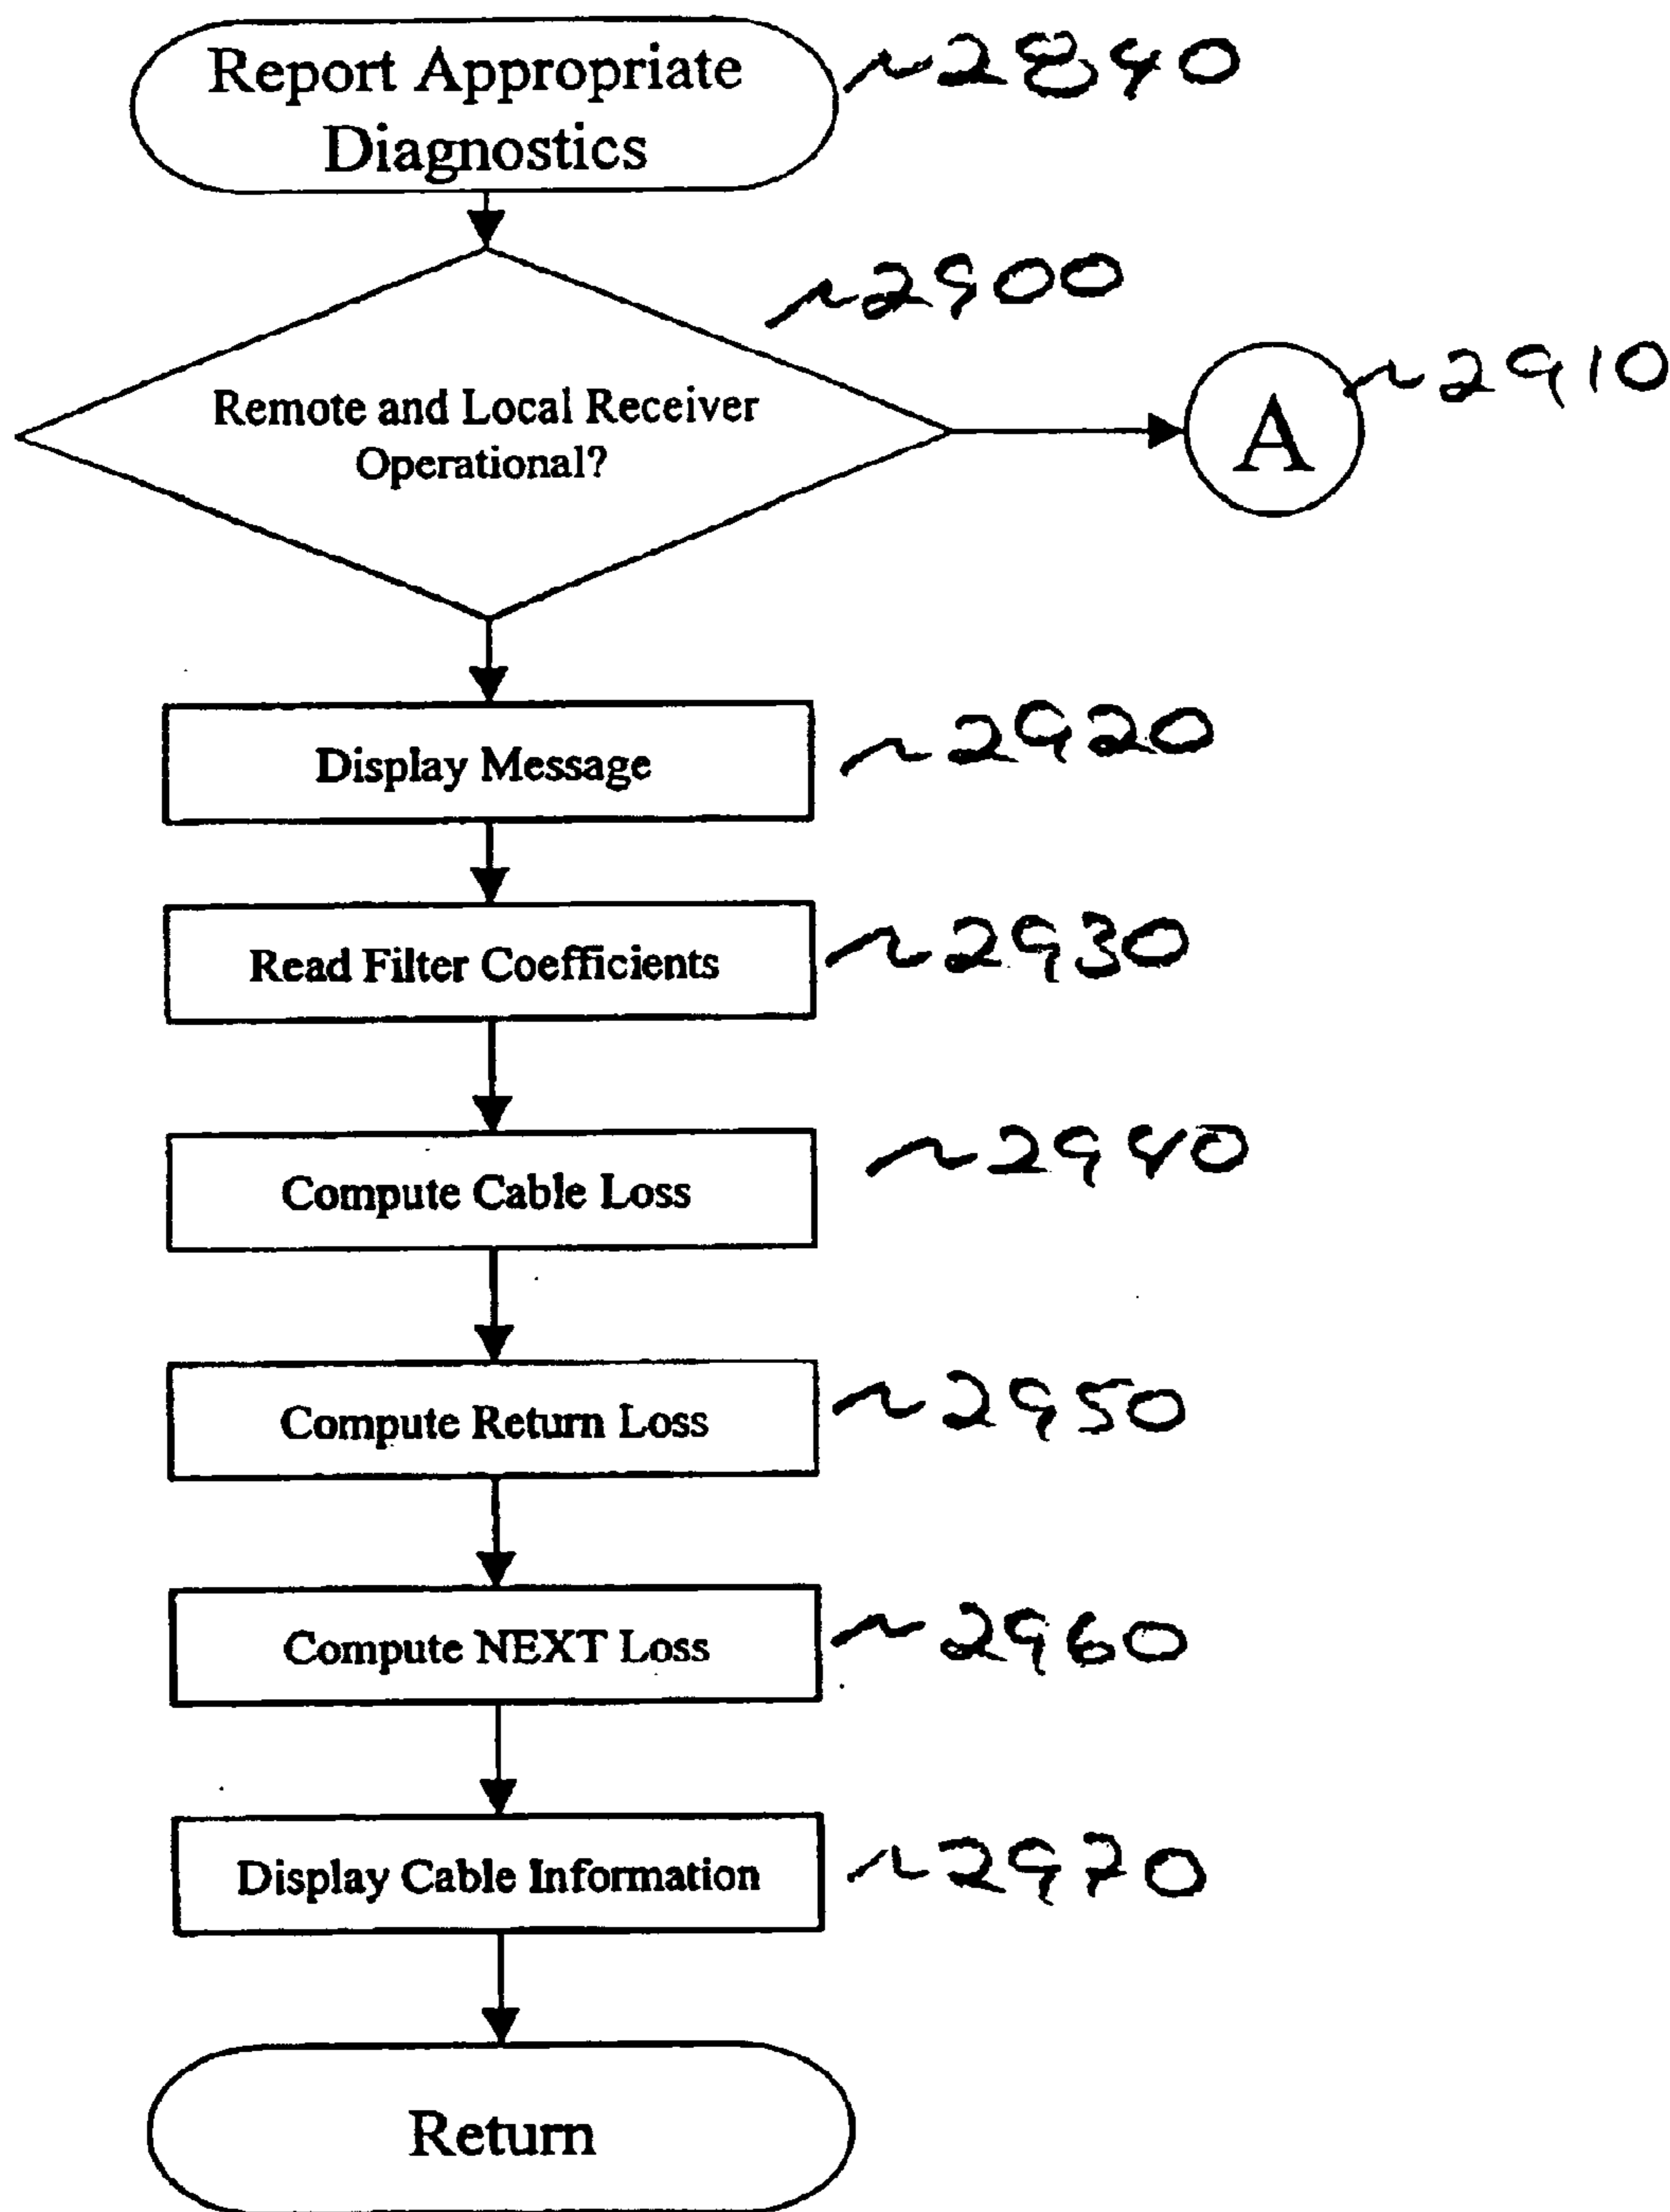 Report Appropriate
Diagnostics
~2840
~2900
Remote and Local Receiver
Operational?
A
~2910
Display Message
~2920
Read Filter Coefficients
~2930
Compute Cable Loss
~2940
Compute Return Loss
~2950
Compute NEXT Loss
~2960
Display Cable Information
~2970
Return